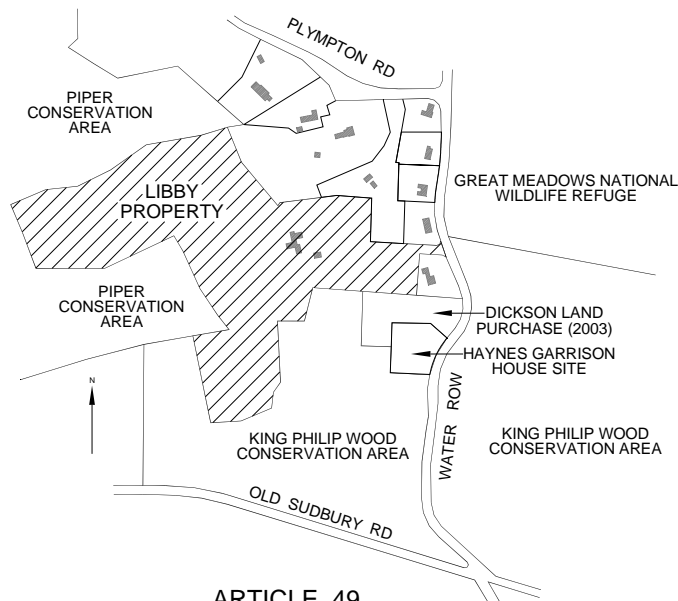 PLYMPTON RD
PIPER
CONSERVATION
AREA
LIBBY
PROPERTY
GREAT MEADOWS NATIONAL
WILDLIFE REFUGE
PIPER
CONSERVATION
AREA
DICKSON LAND
PURCHASE (2003)
HAYNES GARRISON
HOUSE SITE
N
WATER ROW
KING PHILIP WOOD
CONSERVATION AREA
KING PHILIP WOOD
CONSERVATION AREA
OLD SUDBURY RD
ARTICLE 49